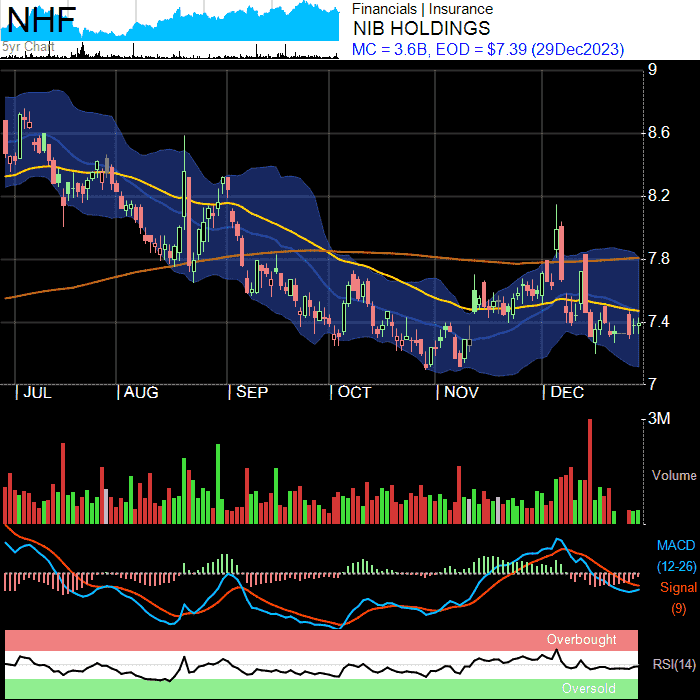 NHF
5yr Chart
Financials | Insurance
NIB HOLDINGS
MC = 3.6B, EOD = $7.39 (29Dec2023)
9
8.6
8.2
7.8
7.4
7
JUL AUG SEP OCT NOV DEC
3M
Volume
MACD
(12-26)
Signal
(9)
Overbought
RSI(14)
Oversold